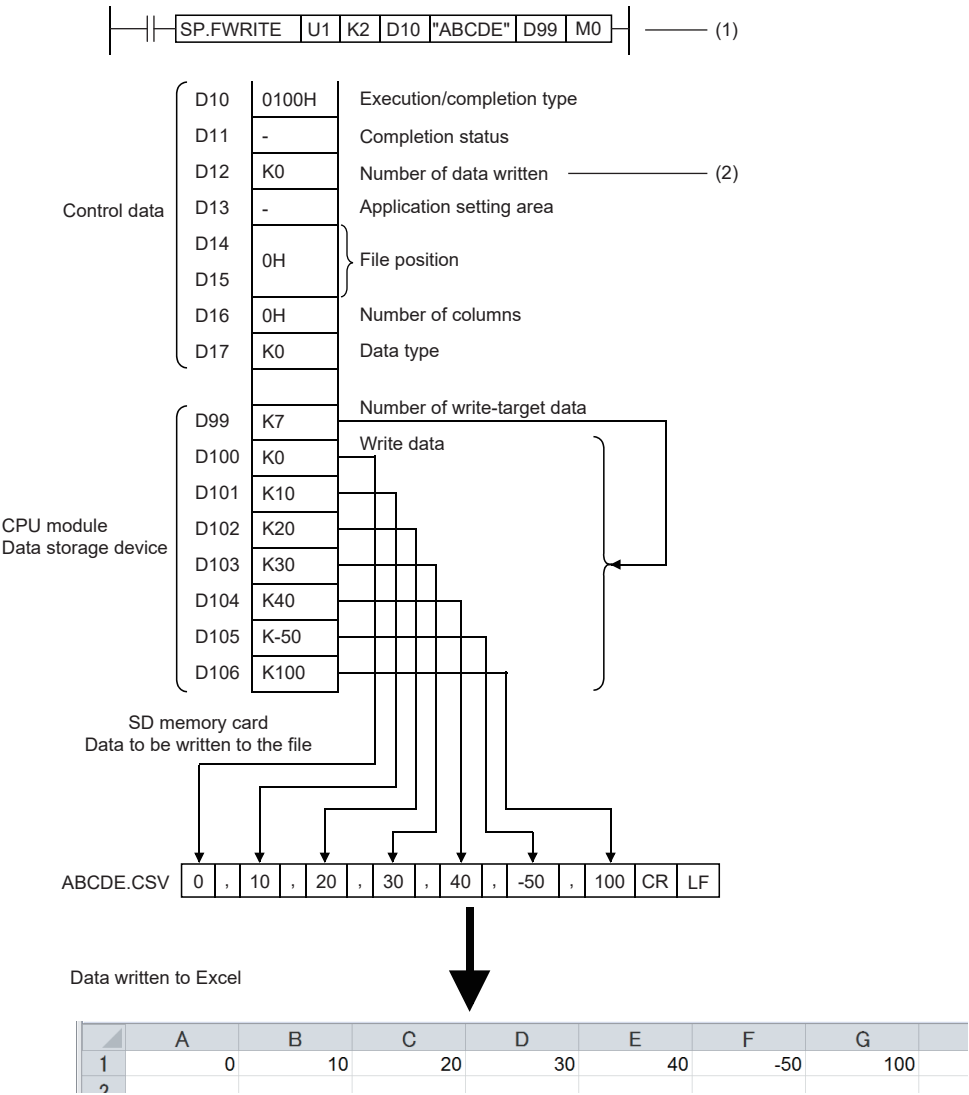 SP.FWRITE U1 K2 D10 "ABCDE" D99 M0 (1)
D10 0100H Execution/completion type
D11 - Completion status
D12 K0 Number of data written (2)
Control data
D13 - Application setting area
D14
0H File position
D15
D16 0H Number of columns
D17 K0 Data type
D99 K7 Number of write-target data
D100 K0 Write data
D101 K10
CPU module
Data storage device
D102 K20
D103 K30
D104 K40
D105 K-50
D106 K100
SD memory card
Data to be written to the file
ABCDE.CSV 0 , 10 , 20 , 30 , 40 , -50 , 100 CR LF
Data written to Excel
A B C D E F G
1 0 10 20 30 40 -50 100
2